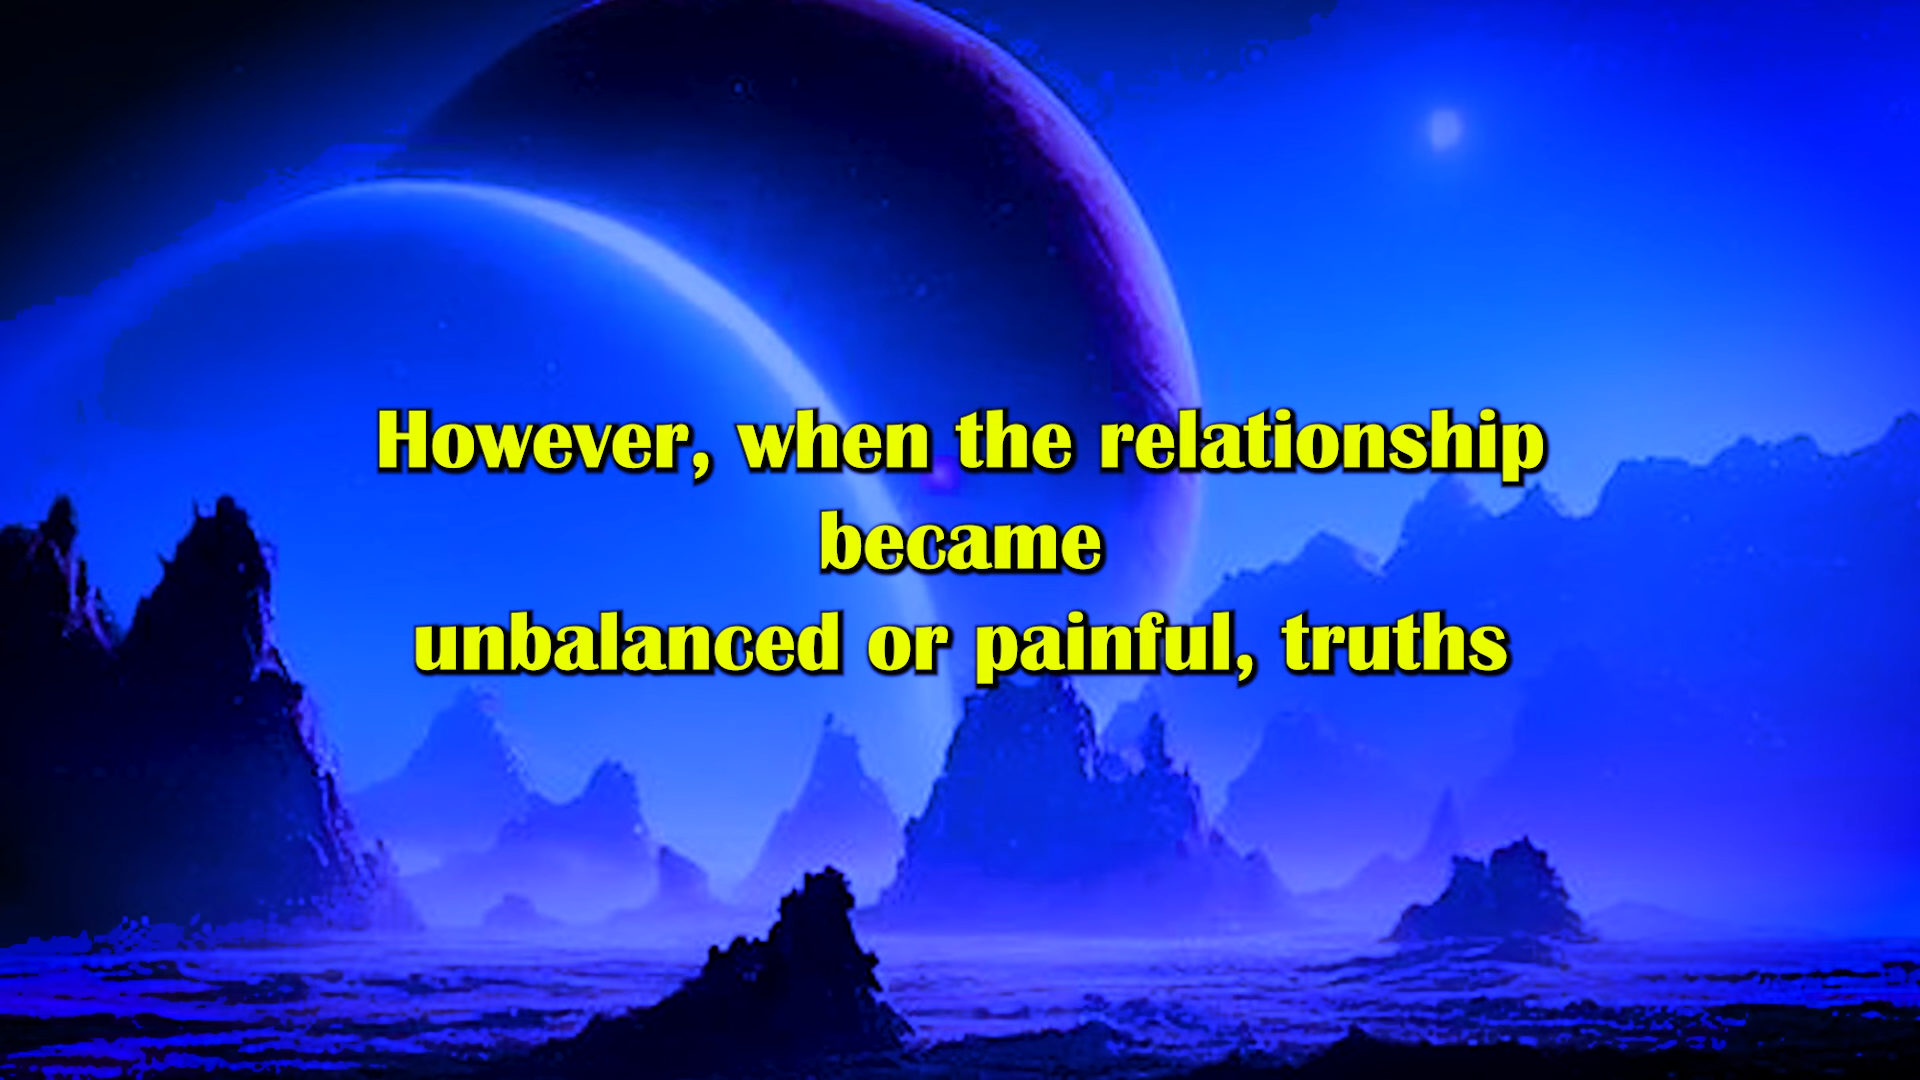 However, when the relationship
became
unbalanced or painful, truths